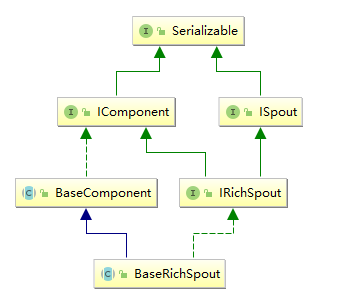 I Serializable
I IComponent
I ISpout
C BaseComponent
I IRichSpout
C BaseRichSpout